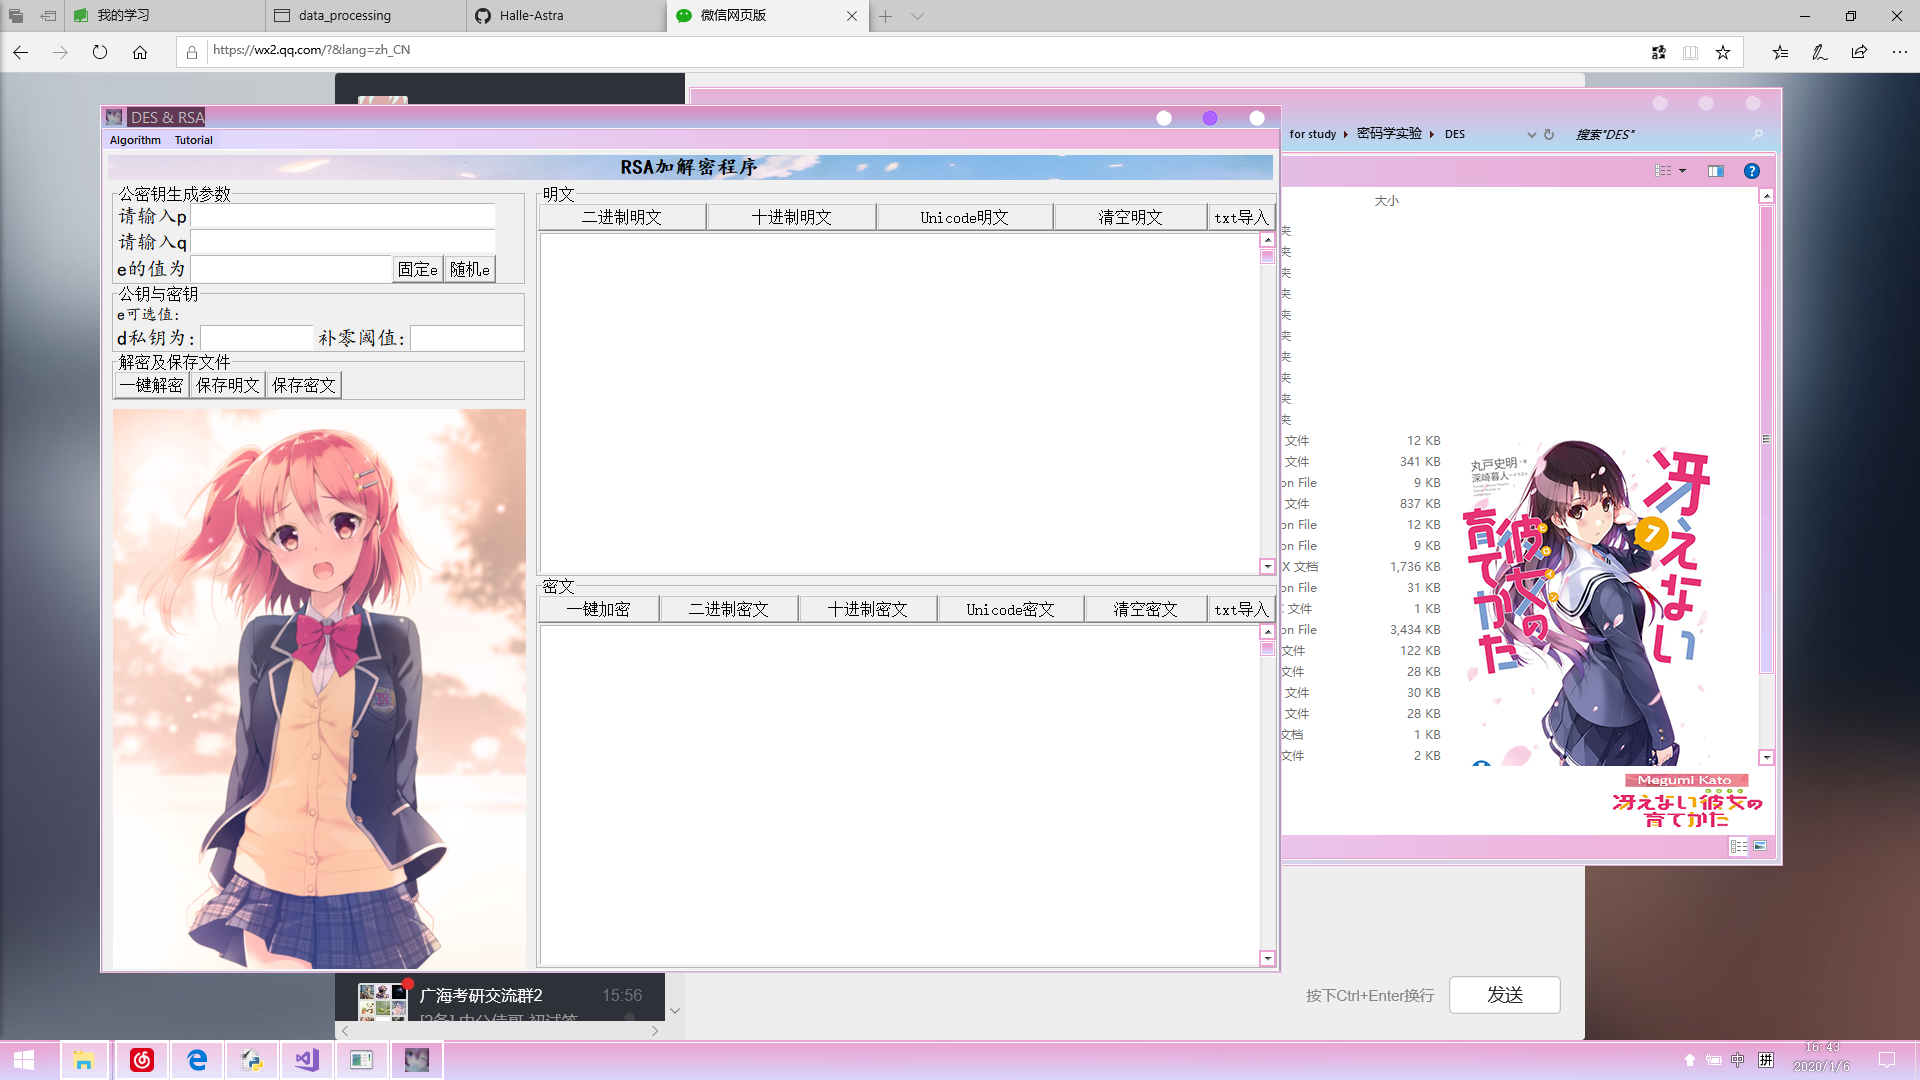 我的学习
data_processing
Halle-Astra
微信网页版
https://wx2.qq.com/?&lang=zh_CN
DES & RSA
Algorithm Tutorial
RSA加解密程序
公密钥生成参数
请输入p
请输入q
e的值为 固定e 随机e
公钥与密钥
e可选值:
d私钥为: 补零阈值:
解密及保存文件
一键解密 保存明文 保存密文
明文
二进制明文 十进制明文 Unicode明文 清空明文 txt导入
密文
一键加密 二进制密文 十进制密文 Unicode密文 清空密文 txt导入
for study 密码学实验 DES
搜索"DES"
大小
夹
夹
夹
夹
夹
夹
夹
夹
夹
夹
文件 12 KB
文件 341 KB
on File 9 KB
文件 837 KB
on File 12 KB
on File 9 KB
X 文档 1,736 KB
on File 31 KB
文件 1 KB
on File 3,434 KB
文件 122 KB
文件 28 KB
文件 30 KB
文件 28 KB
文档 1 KB
文件 2 KB
丸戸史明
深崎暮人
冴えない
彼女の
育てかた
7
ヒロイン
Megumi Kato
冴えない彼女の
育てかた
广海考研交流群2 15:56
按下Ctrl+Enter换行
发送
中
拼
16:43
2020/1/6